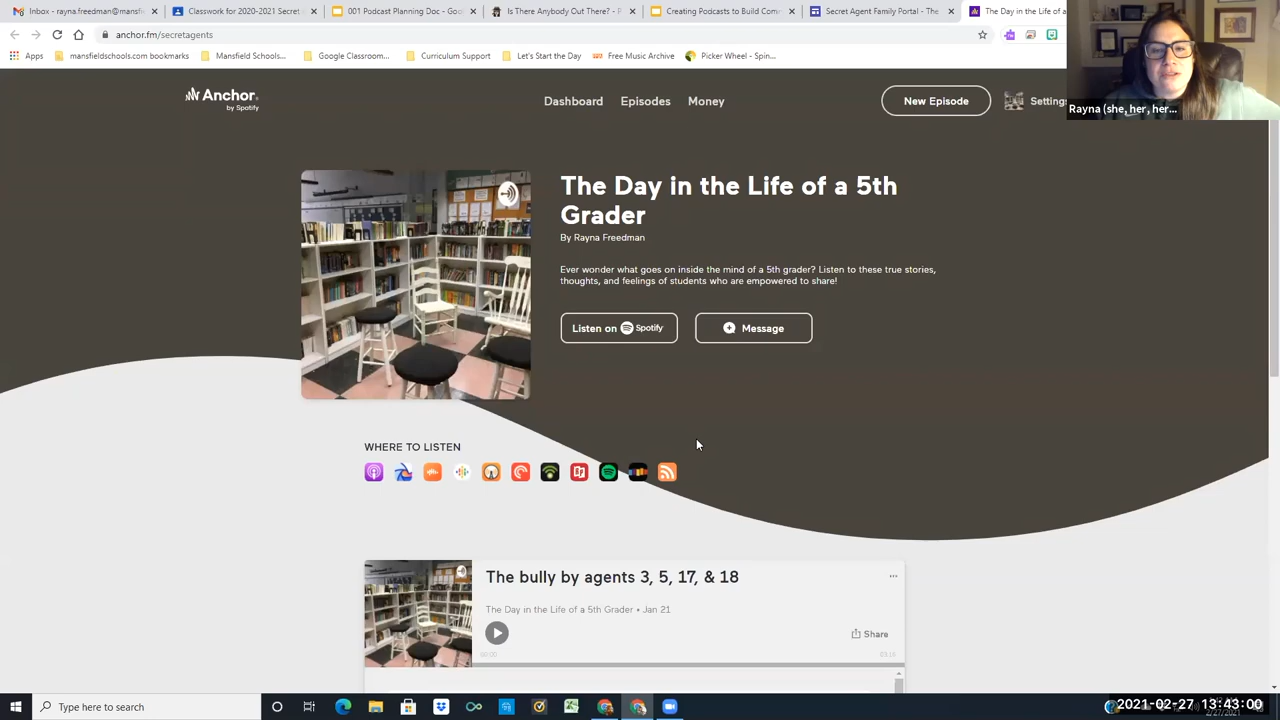 Inbox - rayna.freedman@mansfi
Classwork for 2020-2021 Secret
001 Podcast Planning Doc - Goo
Is There Anybody Out There? - P
Creating Podcasts to Build Com
Secret Agent Family Portal - The
The Day in the Life of a
anchor.fm/secretagents
Apps
mansfieldschools.com bookmarks
Mansfield Schools...
Google Classroom...
Curriculum Support
Let's Start the Day
Free Music Archive
Picker Wheel - Spin...
Rayna (she, her, her...
Anchor
by Spotify
Dashboard
Episodes
Money
New Episode
Settings
The Day in the Life of a 5th
Grader
By Rayna Freedman
Ever wonder what goes on inside the mind of a 5th grader? Listen to these true stories,
thoughts, and feelings of students who are empowered to share!
Listen on Spotify
Message
WHERE TO LISTEN
The bully by agents 3, 5, 17, & 18
The Day in the Life of a 5th Grader • Jan 21
Share
00:00
03:16
Type here to search
2021-02-27 13:43:00